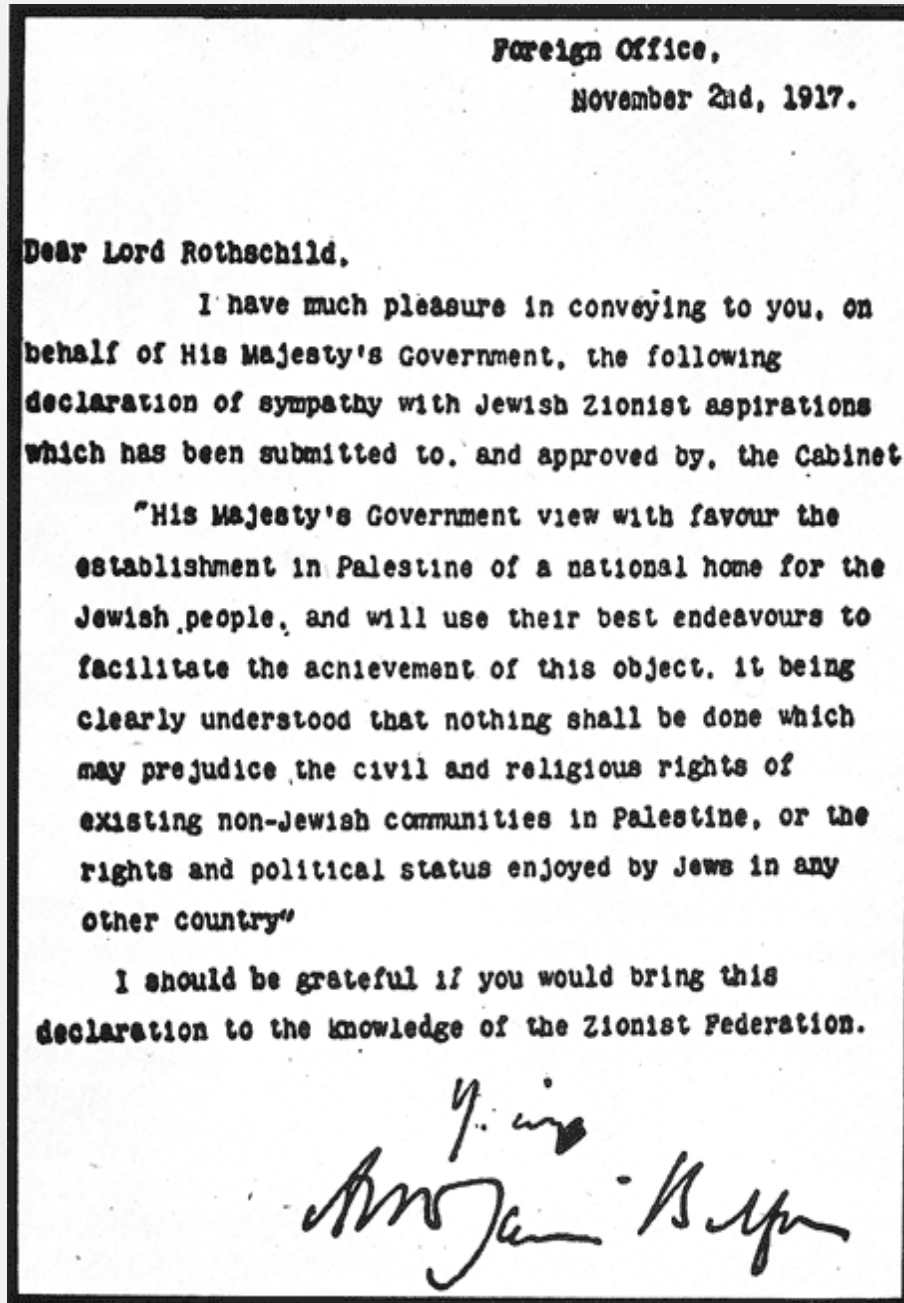 Foreign Office,
November 2nd, 1917.
Dear Lord Rothschild,
I have much pleasure in conveying to you, on
behalf of His Majesty's Government, the following
declaration of sympathy with Jewish Zionist aspirations
which has been submitted to, and approved by, the Cabinet
"His Majesty's Government view with favour the
establishment in Palestine of a national home for the
Jewish people, and will use their best endeavours to
facilitate the achievement of this object, it being
clearly understood that nothing shall be done which
may prejudice the civil and religious rights of
existing non-Jewish communities in Palestine, or the
rights and political status enjoyed by Jews in any
other country"
I should be grateful if you would bring this
declaration to the knowledge of the Zionist Federation.
Balfour